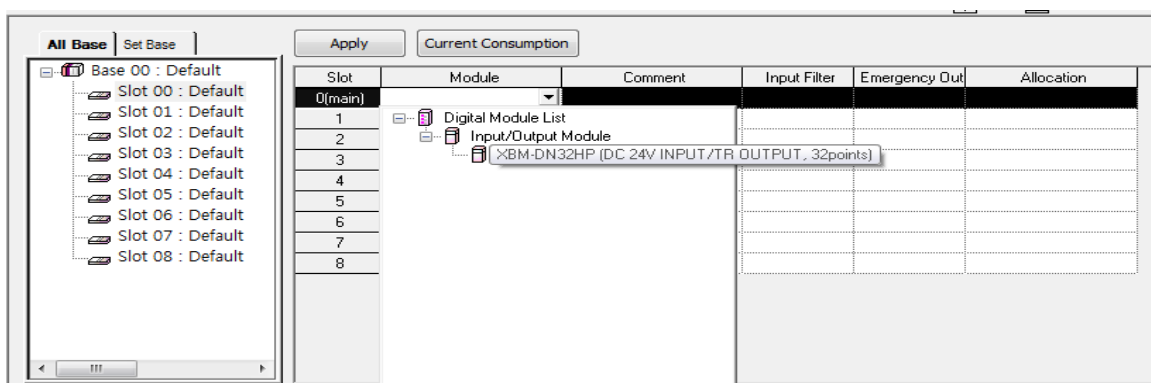 All Base Set Base Apply Current Consumption
Base 00 : Default
Slot 00 : Default
Slot 01 : Default
Slot 02 : Default
Slot 03 : Default
Slot 04 : Default
Slot 05 : Default
Slot 06 : Default
Slot 07 : Default
Slot 08 : Default
Slot Module Comment Input Filter Emergency Out Allocation
0(main)
1
2
3
4
5
6
7
8
Digital Module List
Input/Output Module
XBM-DN32HP (DC 24V INPUT/TR OUTPUT, 32points)